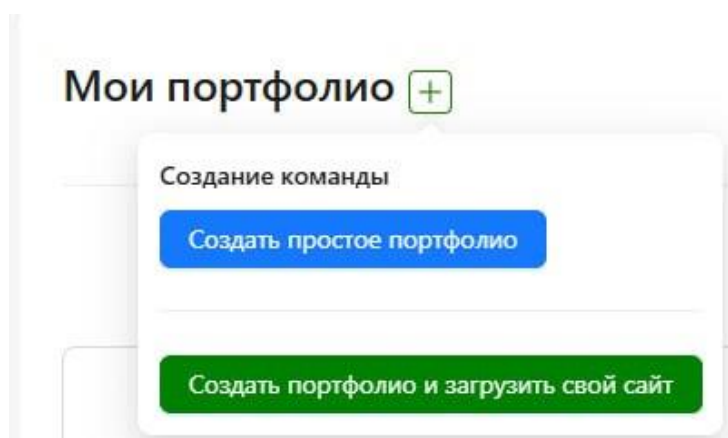 Мои портфолио +
Создание команды
Создать простое портфолио
Создать портфолио и загрузить свой сайт